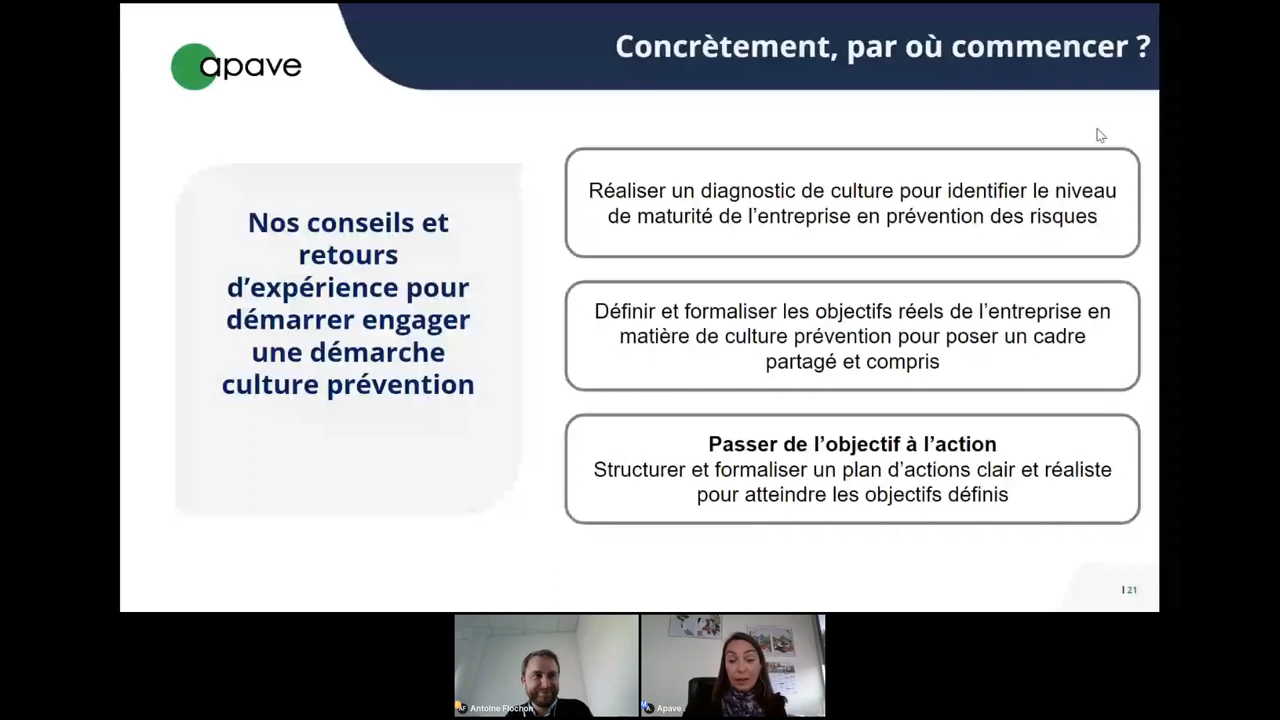 apave
Concrètement, par où commencer ?
Nos conseils et
retours
d’expérience pour
démarrer engager
une démarche
culture prévention
Réaliser un diagnostic de culture pour identifier le niveau
de maturité de l’entreprise en prévention des risques
Définir et formaliser les objectifs réels de l’entreprise en
matière de culture prévention pour poser un cadre
partagé et compris
Passer de l’objectif à l’action
Structurer et formaliser un plan d’actions clair et réaliste
pour atteindre les objectifs définis
I 21
AF Antoine Flochon
A. Apave